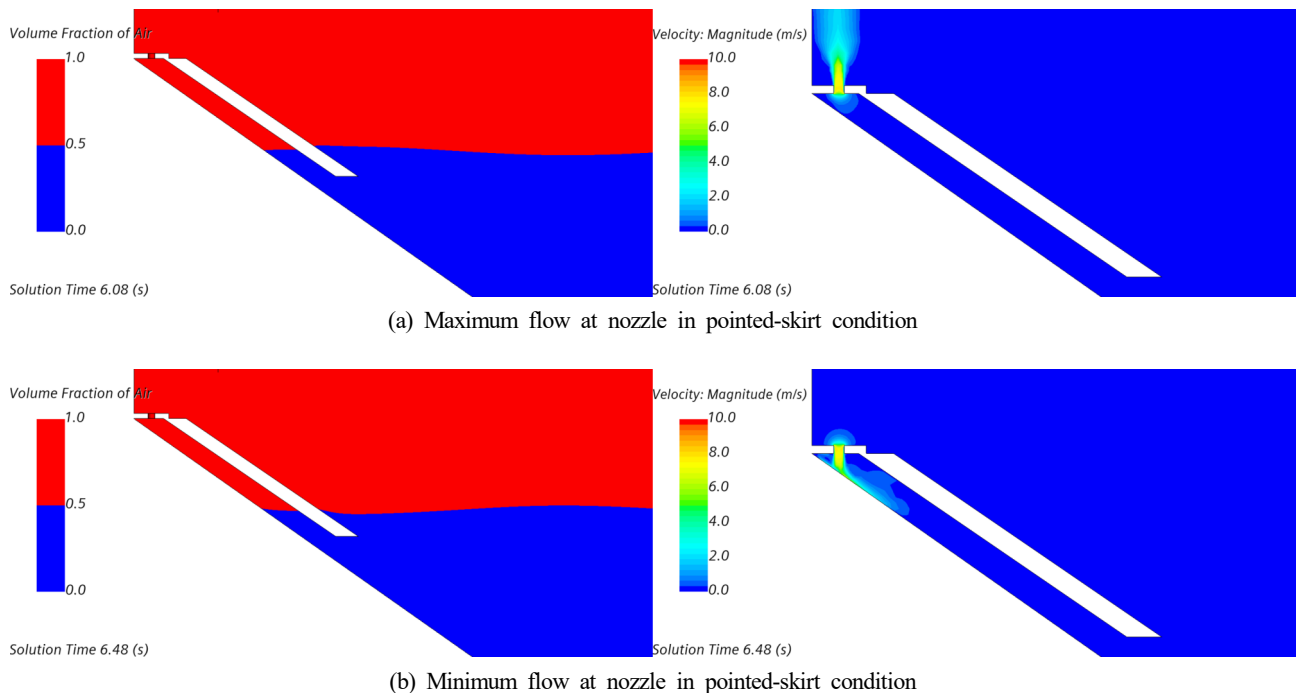 Volume Fraction of Air
1.0
0.5
0.0
Solution Time 6.08 (s)
Velocity: Magnitude (m/s)
10.0
8.0
6.0
4.0
2.0
0.0
Solution Time 6.08 (s)
(a) Maximum flow at nozzle in pointed-skirt condition
Volume Fraction of Air
1.0
0.5
0.0
Solution Time 6.48 (s)
Velocity: Magnitude (m/s)
10.0
8.0
6.0
4.0
2.0
0.0
Solution Time 6.48 (s)
(b) Minimum flow at nozzle in pointed-skirt condition